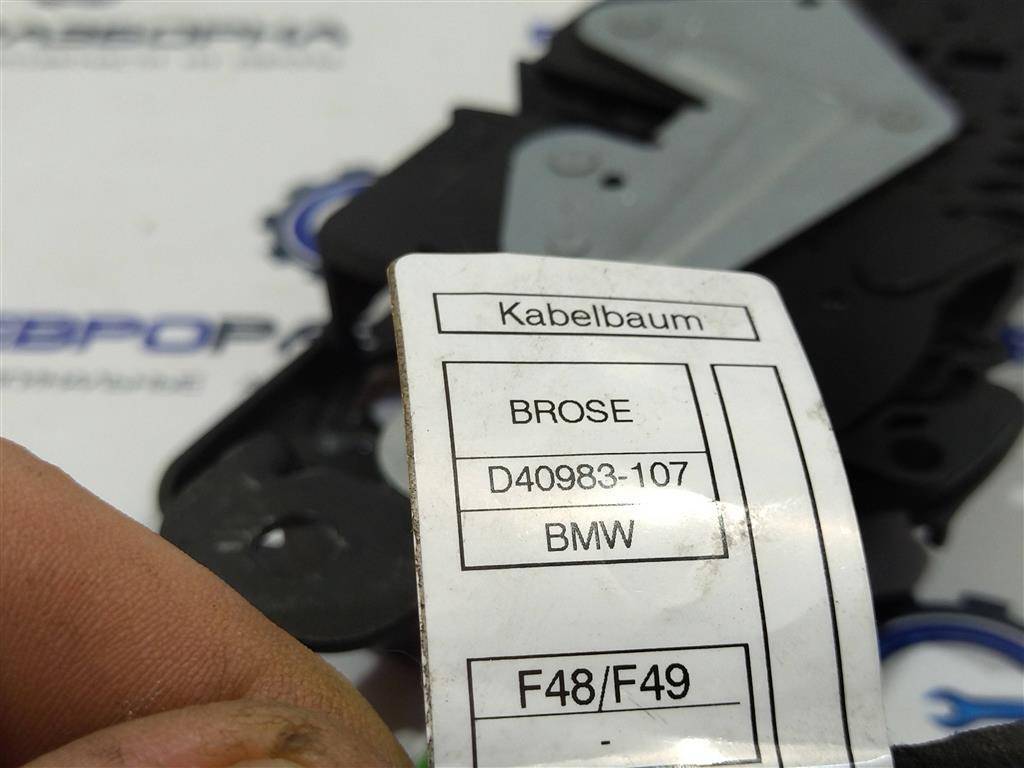 Kabelbaum
BROSE
D40983-107
BMW
F48/F49
-